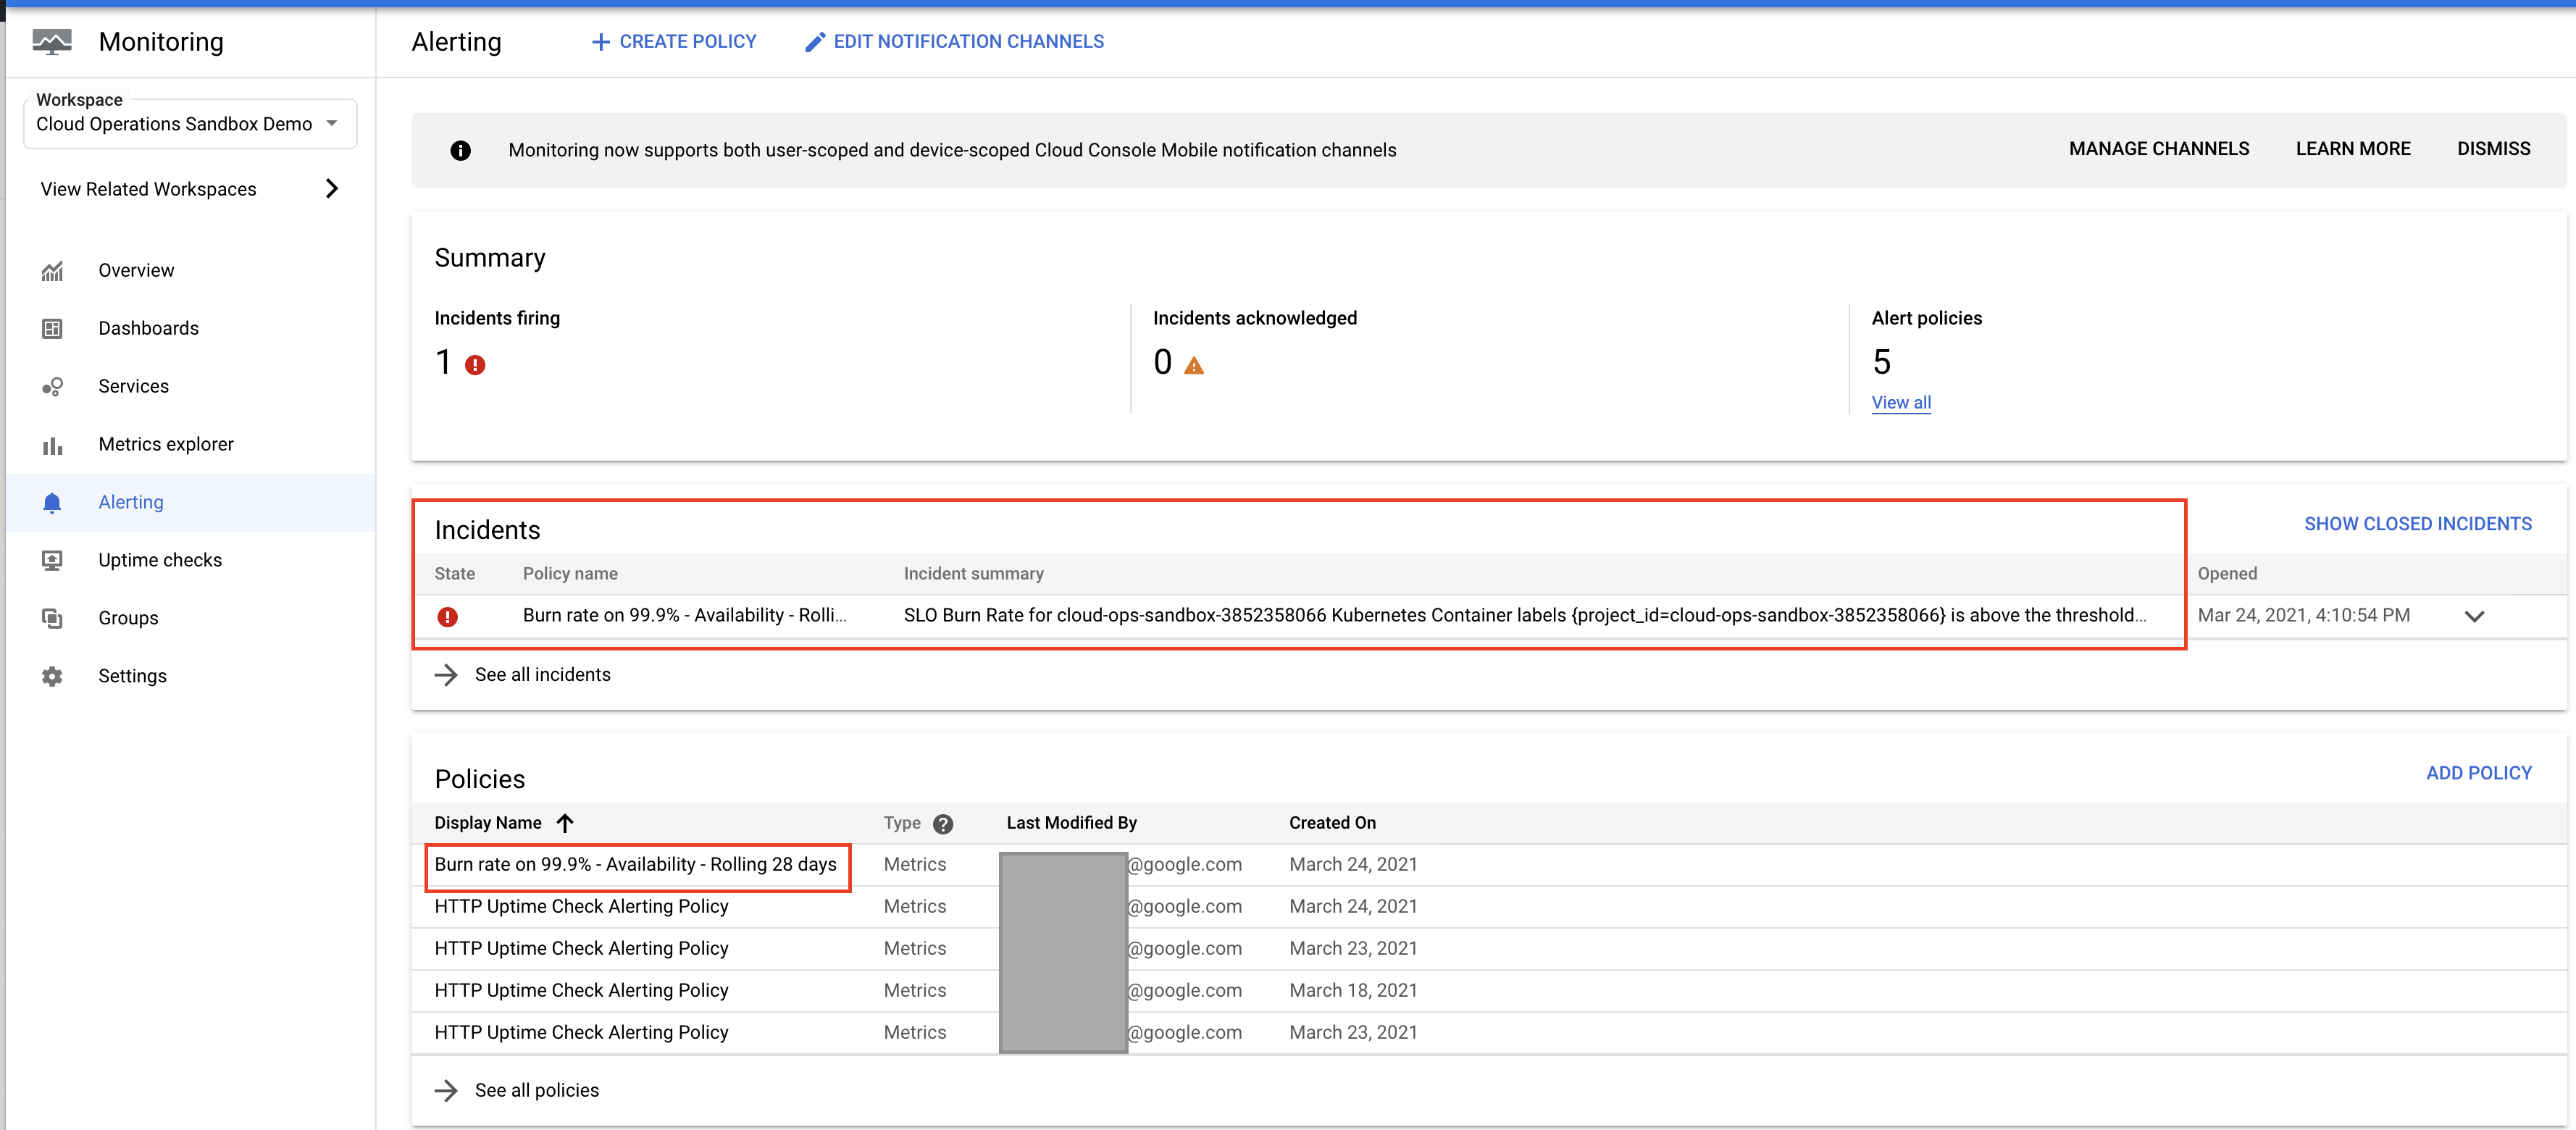 Monitoring
Workspace
Cloud Operations Sandbox Demo
View Related Workspaces
Overview
Dashboards
Services
Metrics explorer
Alerting
Uptime checks
Groups
Settings
Alerting CREATE POLICY EDIT NOTIFICATION CHANNELS
Monitoring now supports both user-scoped and device-scoped Cloud Console Mobile notification channels MANAGE CHANNELS LEARN MORE DISMISS
Summary
Incidents firing Incidents acknowledged Alert policies
1 0 5
View all
Incidents SHOW CLOSED INCIDENTS
State Policy name Incident summary Opened
Burn rate on 99.9% - Availability - Rolli... SLO Burn Rate for cloud-ops-sandbox-3852358066 Kubernetes Container labels {project_id=cloud-ops-sandbox-3852358066} is above the threshold... Mar 24, 2021, 4:10:54 PM
See all incidents
Policies ADD POLICY
Display Name Type Last Modified By Created On
Burn rate on 99.9% - Availability - Rolling 28 days Metrics @google.com March 24, 2021
HTTP Uptime Check Alerting Policy Metrics @google.com March 24, 2021
HTTP Uptime Check Alerting Policy Metrics @google.com March 23, 2021
HTTP Uptime Check Alerting Policy Metrics @google.com March 18, 2021
HTTP Uptime Check Alerting Policy Metrics @google.com March 23, 2021
See all policies